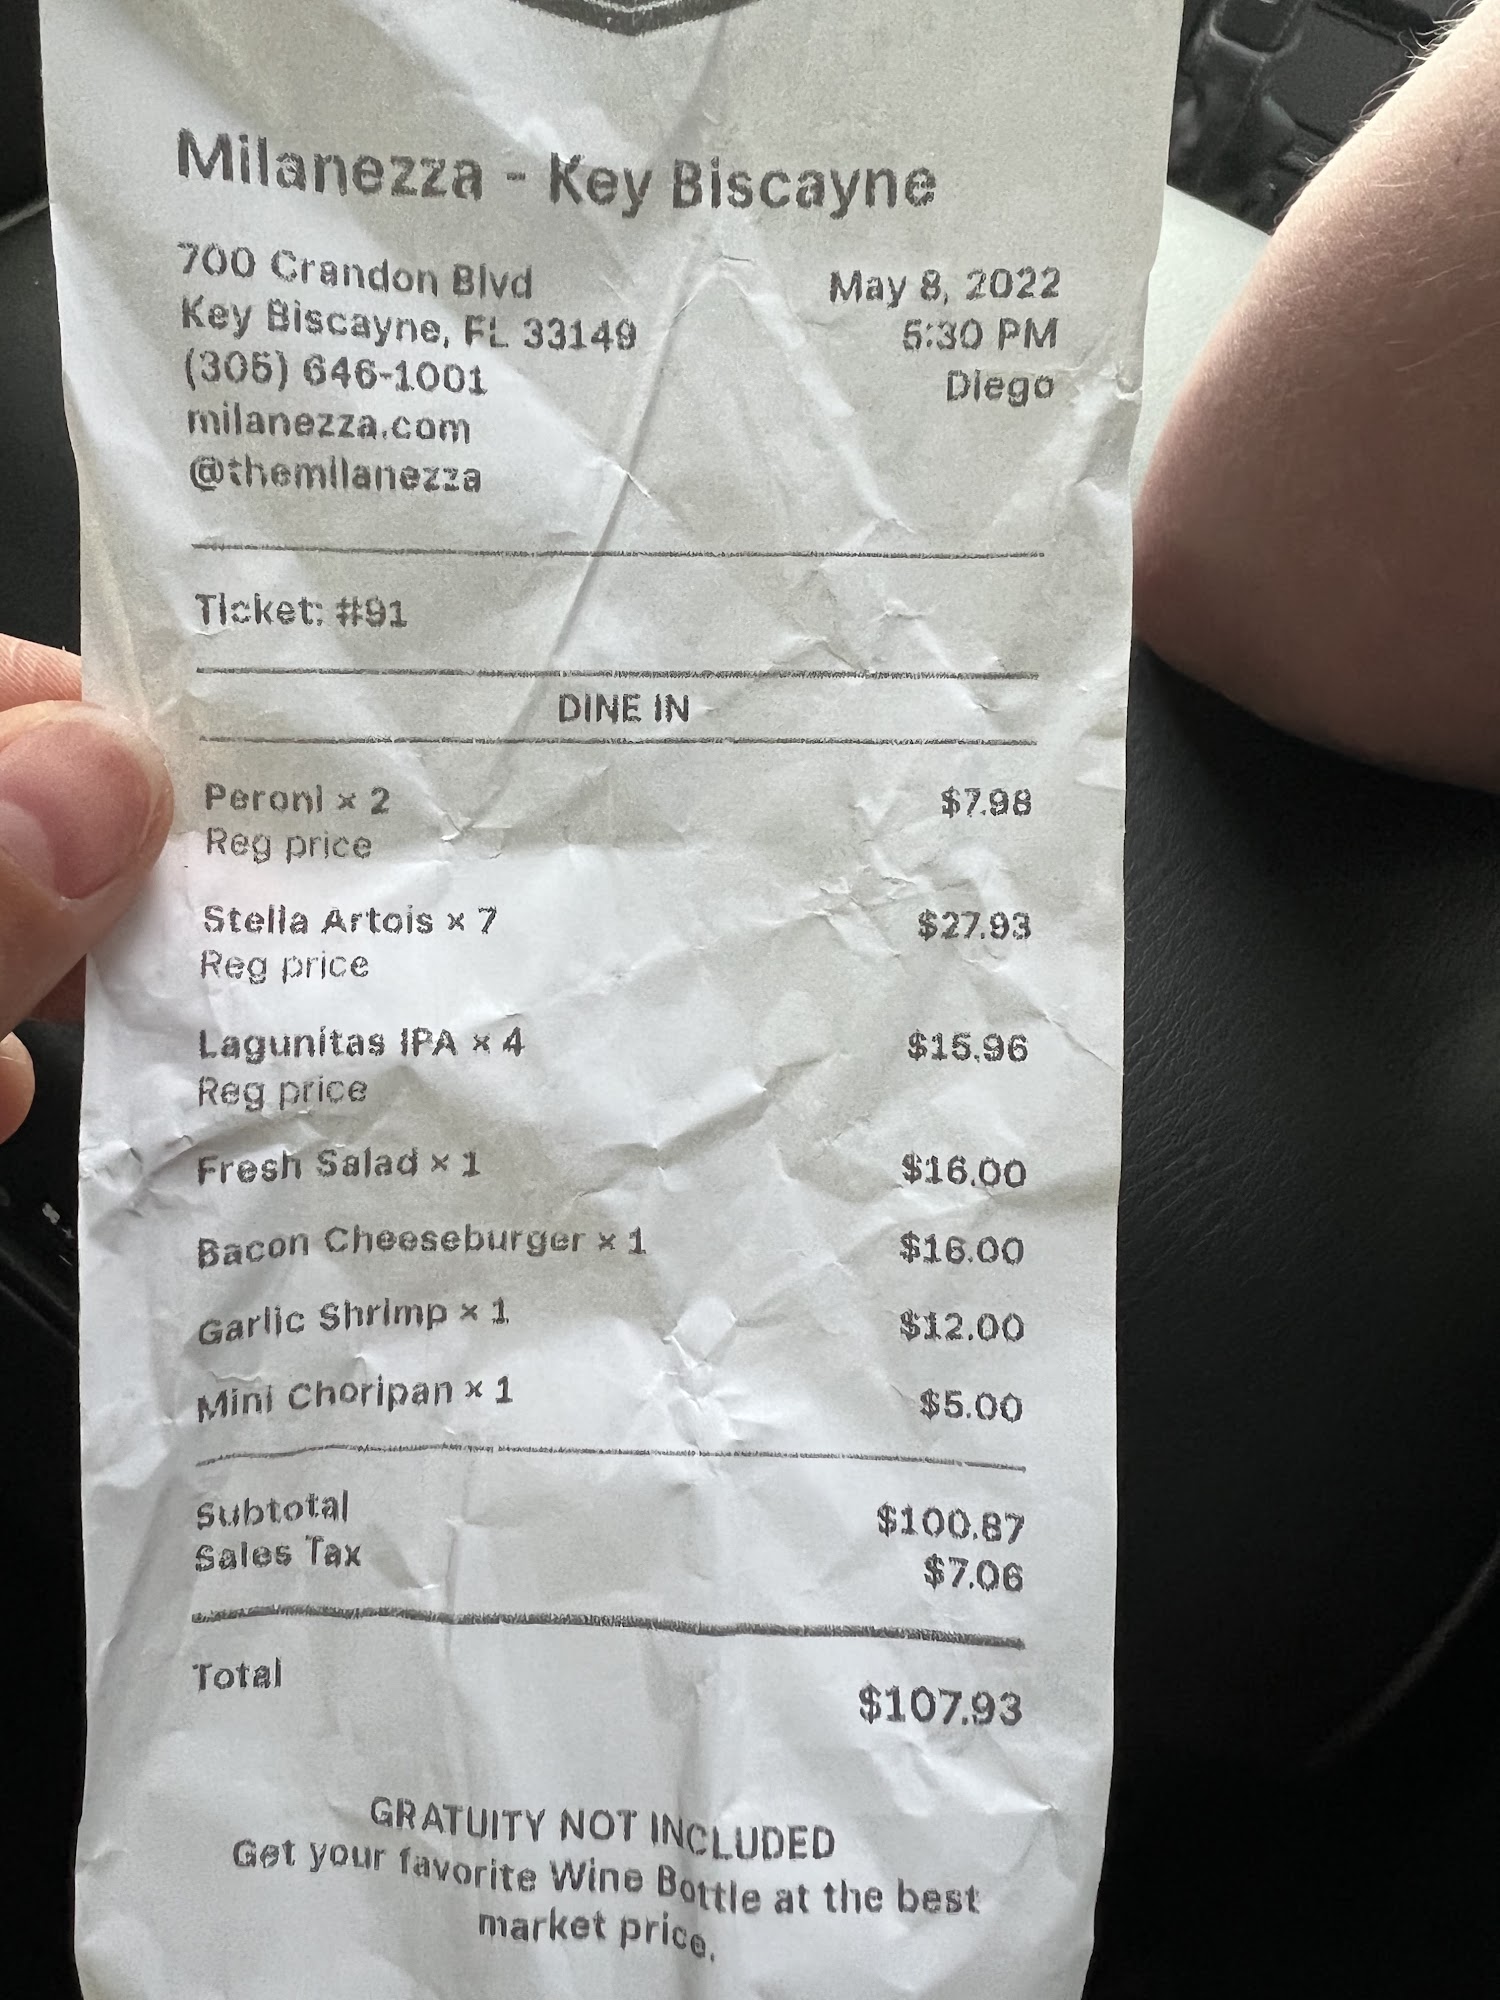 Milanezza - Key Biscayne
700 Crandon Blvd
Key Biscayne, FL 33149
(305) 646-1001
milanezza.com
@themilanezza
May 8, 2022
5:30 PM
Diego
Ticket: #91
DINE IN
Peroni × 2 $7.98
Reg price
Stella Artois × 7 $27.93
Reg price
Lagunitas IPA × 4 $15.96
Reg price
Fresh Salad × 1 $16.00
Bacon Cheeseburger × 1 $16.00
Garlic Shrimp × 1 $12.00
Mini Choripan × 1 $5.00
Subtotal $100.87
Sales Tax $7.06
Total $107.93
GRATUITY NOT INCLUDED
Get your favorite Wine Bottle at the best
market price.